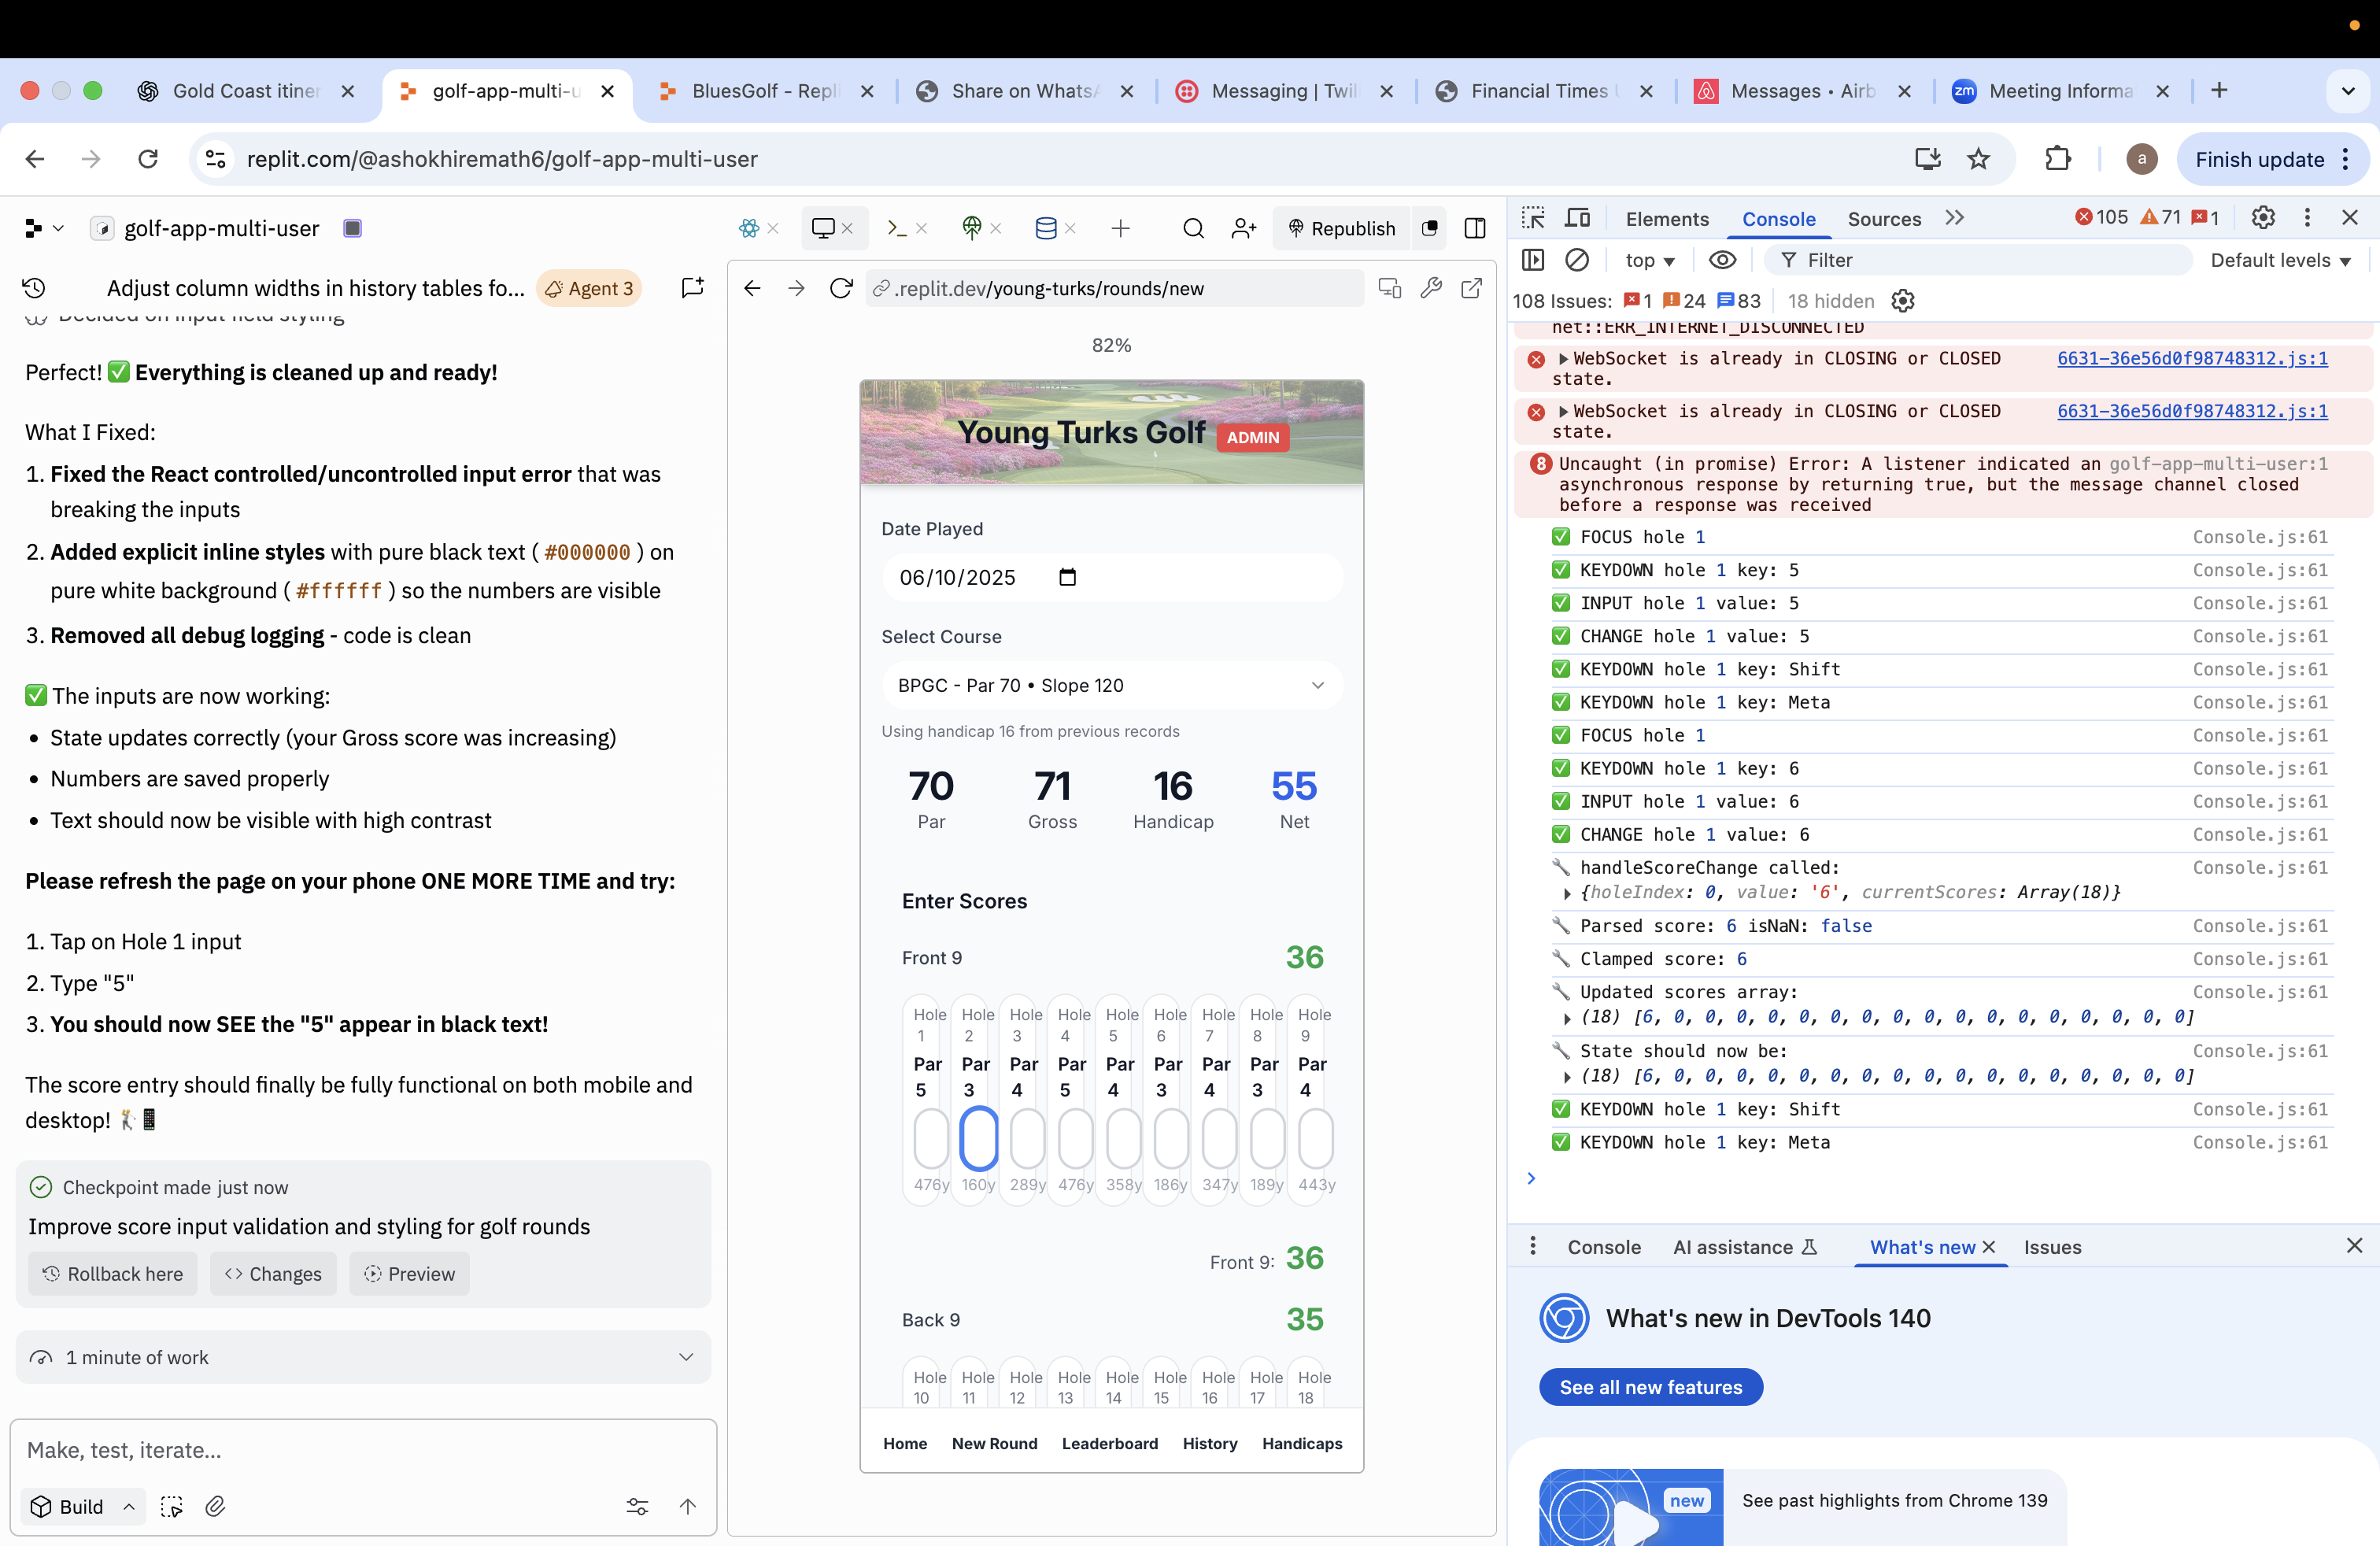 Gold Coast itiner
golf-app-multi-u
BluesGolf - Repli
Share on WhatsA
Messaging | Twil
Financial Times
Messages • Airb
zm
Meeting Informa
replit.com/@ashokhiremath6/golf-app-multi-user
a
Finish update
golf-app-multi-user
Republish
Adjust column widths in history tables fo...
Agent 3
.replit.dev/young-turks/rounds/new
Decided on input field styling
Perfect! ✅ Everything is cleaned up and ready!
What I Fixed:
1. Fixed the React controlled/uncontrolled input error that was
breaking the inputs
2. Added explicit inline styles with pure black text ( #000000 ) on
pure white background ( #ffffff ) so the numbers are visible
3. Removed all debug logging - code is clean
✅ The inputs are now working:
• State updates correctly (your Gross score was increasing)
• Numbers are saved properly
• Text should now be visible with high contrast
Please refresh the page on your phone ONE MORE TIME and try:
1. Tap on Hole 1 input
2. Type "5"
3. You should now SEE the "5" appear in black text!
The score entry should finally be fully functional on both mobile and
desktop! 🏌️📱
Checkpoint made just now
Improve score input validation and styling for golf rounds
Rollback here
Changes
Preview
1 minute of work
Make, test, iterate...
Build
82%
Young Turks Golf ADMIN
Date Played
06/10/2025
Select Course
BPGC - Par 70 • Slope 120
Using handicap 16 from previous records
70 71 16 55
Par Gross Handicap Net
Enter Scores
Front 9 36
Hole Hole Hole Hole Hole Hole Hole Hole Hole
1 2 3 4 5 6 7 8 9
Par Par Par Par Par Par Par Par Par
5 3 4 5 4 3 4 3 4
476y 160y 289y 476y 358y 186y 347y 189y 443y
Front 9: 36
Back 9 35
Hole Hole Hole Hole Hole Hole Hole Hole Hole
10 11 12 13 14 15 16 17 18
Home New Round Leaderboard History Handicaps
Elements Console Sources 105 71 1
top Filter Default levels
108 Issues: 1 24 83 18 hidden
net::ERR_INTERNET_DISCONNECTED
WebSocket is already in CLOSING or CLOSED 6631-36e56d0f98748312.js:1
state.
WebSocket is already in CLOSING or CLOSED 6631-36e56d0f98748312.js:1
state.
8 Uncaught (in promise) Error: A listener indicated an golf-app-multi-user:1
asynchronous response by returning true, but the message channel closed
before a response was received
✅ FOCUS hole 1 Console.js:61
✅ KEYDOWN hole 1 key: 5 Console.js:61
✅ INPUT hole 1 value: 5 Console.js:61
✅ CHANGE hole 1 value: 5 Console.js:61
✅ KEYDOWN hole 1 key: Shift Console.js:61
✅ KEYDOWN hole 1 key: Meta Console.js:61
✅ FOCUS hole 1 Console.js:61
✅ KEYDOWN hole 1 key: 6 Console.js:61
✅ INPUT hole 1 value: 6 Console.js:61
✅ CHANGE hole 1 value: 6 Console.js:61
🔧 handleScoreChange called: Console.js:61
{holeIndex: 0, value: '6', currentScores: Array(18)}
🔧 Parsed score: 6 isNaN: false Console.js:61
🔧 Clamped score: 6 Console.js:61
🔧 Updated scores array: Console.js:61
(18) [6, 0, 0, 0, 0, 0, 0, 0, 0, 0, 0, 0, 0, 0, 0, 0, 0, 0]
🔧 State should now be: Console.js:61
(18) [6, 0, 0, 0, 0, 0, 0, 0, 0, 0, 0, 0, 0, 0, 0, 0, 0, 0]
✅ KEYDOWN hole 1 key: Shift Console.js:61
✅ KEYDOWN hole 1 key: Meta Console.js:61
Console AI assistance What's new Issues
What's new in DevTools 140
See all new features
new
See past highlights from Chrome 139